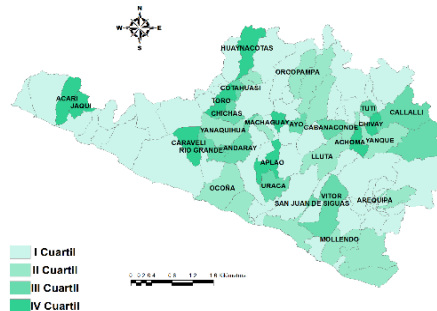 N
W E
S
HUAYNACOTAS
ORCOPAMPA
COTAHUASI
ACARI
JAQUI
TORO
CHICHAS
TUTI
CALLALLI
MACHAGUAY
AYO
CABANACONDE
CHIVAY
YANAQUIHUA
CARAVELI
RIO GRANDE
ANDARAY
ACHOMA
YANQUE
APLAO
LLUTA
OCOÑA
URACA
VITOR
SAN JUAN DE SIGUAS
AREQUIPA
MOLLENDO
I Cuartil
II Cuartil
III Cuartil
IV Cuartil